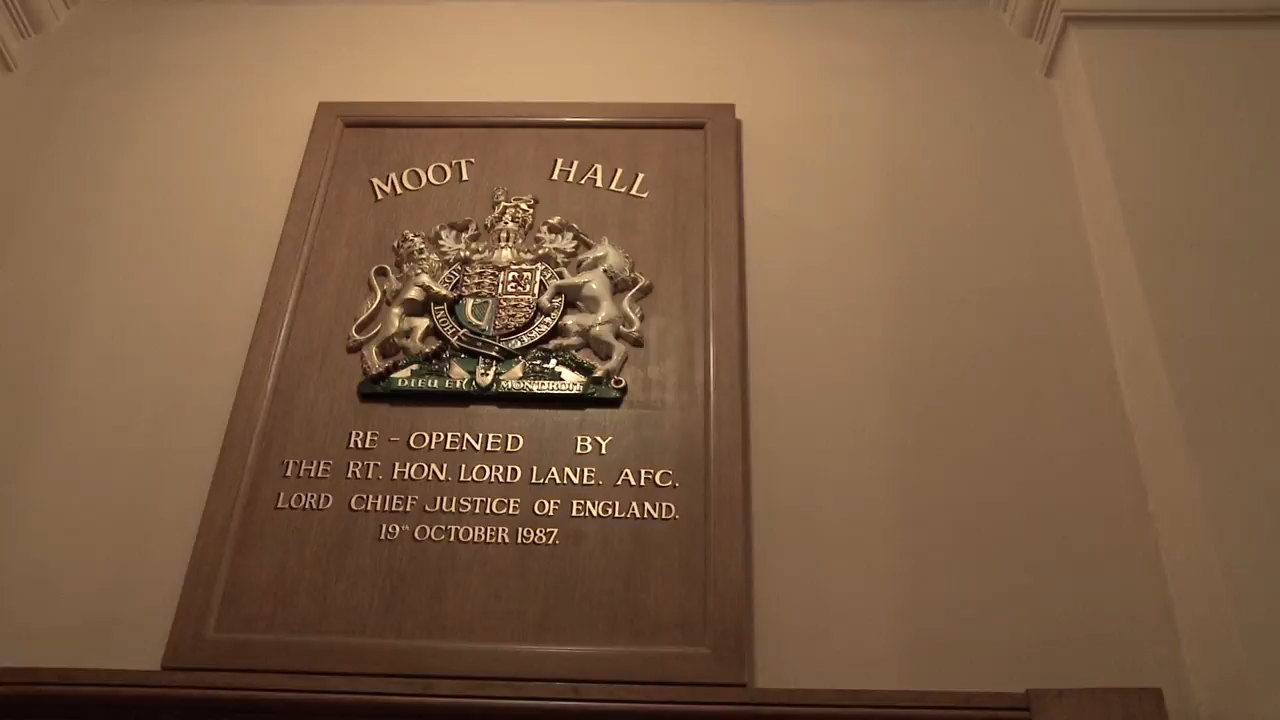 MOOT HALL
DIEU ET MON DROIT
RE - OPENED BY
THE RT. HON. LORD LANE. AFC.
LORD CHIEF JUSTICE OF ENGLAND.
19th OCTOBER 1987.